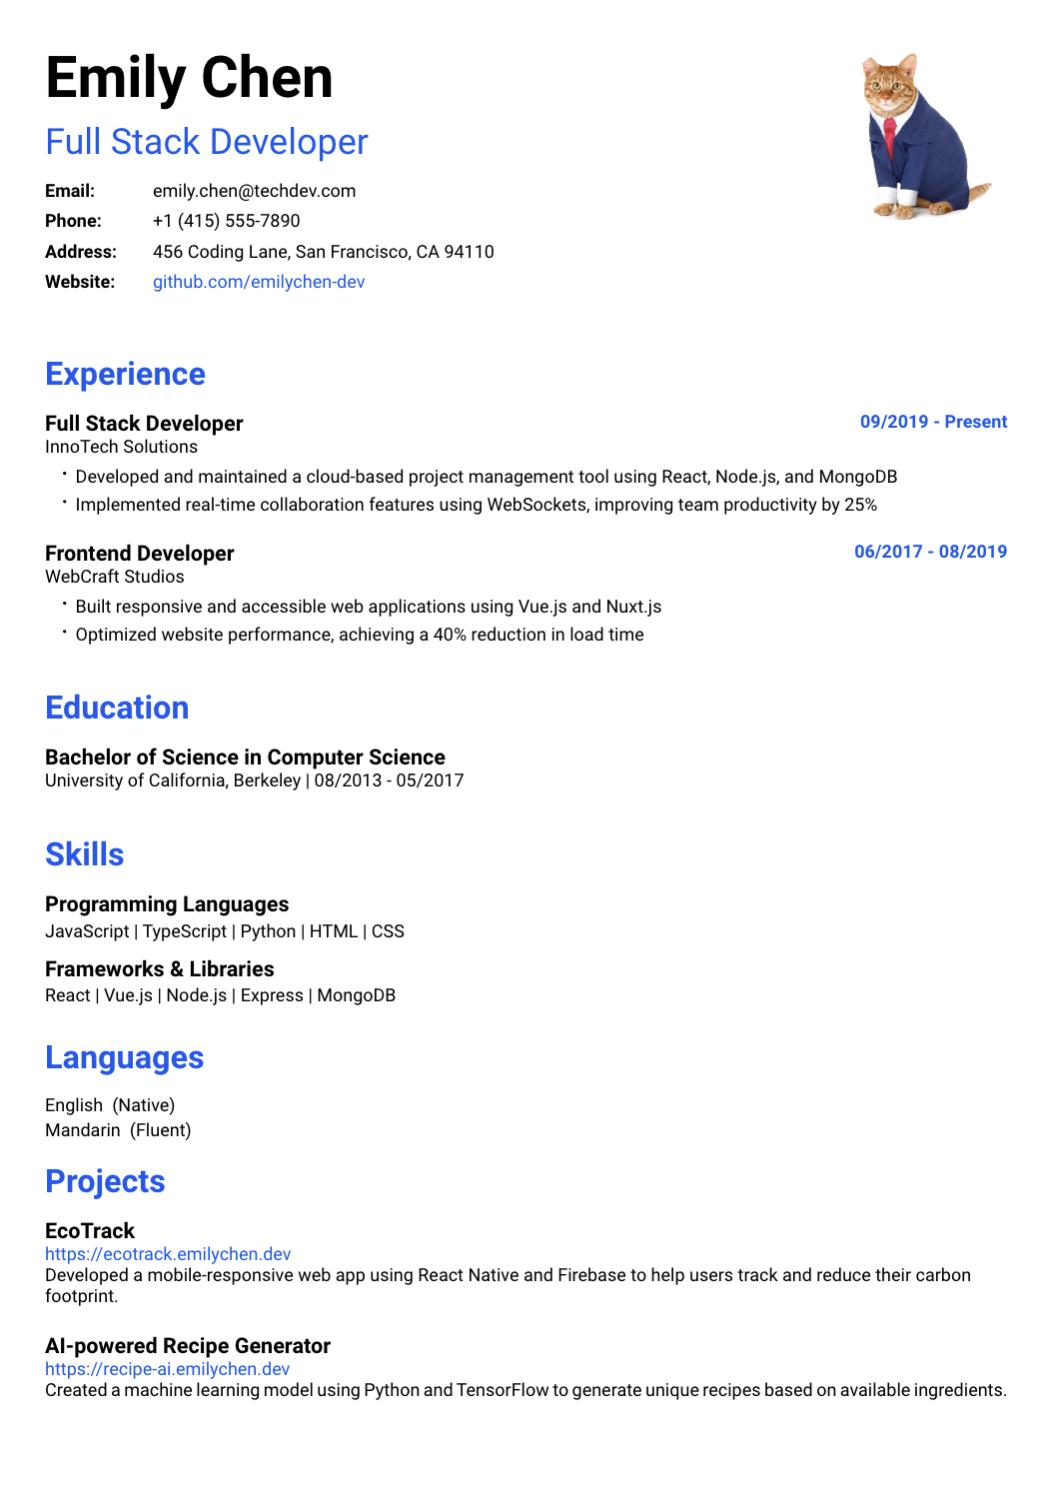 Emily Chen
Full Stack Developer
Email: emily.chen@techdev.com
Phone: +1 (415) 555-7890
Address: 456 Coding Lane, San Francisco, CA 94110
Website: github.com/emilychen-dev
Experience
Full Stack Developer 09/2019 - Present
InnoTech Solutions
· Developed and maintained a cloud-based project management tool using React, Node.js, and MongoDB
· Implemented real-time collaboration features using WebSockets, improving team productivity by 25%
Frontend Developer 06/2017 - 08/2019
WebCraft Studios
· Built responsive and accessible web applications using Vue.js and Nuxt.js
· Optimized website performance, achieving a 40% reduction in load time
Education
Bachelor of Science in Computer Science
University of California, Berkeley | 08/2013 - 05/2017
Skills
Programming Languages
JavaScript | TypeScript | Python | HTML | CSS
Frameworks & Libraries
React | Vue.js | Node.js | Express | MongoDB
Languages
English (Native)
Mandarin (Fluent)
Projects
EcoTrack
https://ecotrack.emilychen.dev
Developed a mobile-responsive web app using React Native and Firebase to help users track and reduce their carbon
footprint.
AI-powered Recipe Generator
https://recipe-ai.emilychen.dev
Created a machine learning model using Python and TensorFlow to generate unique recipes based on available ingredients.